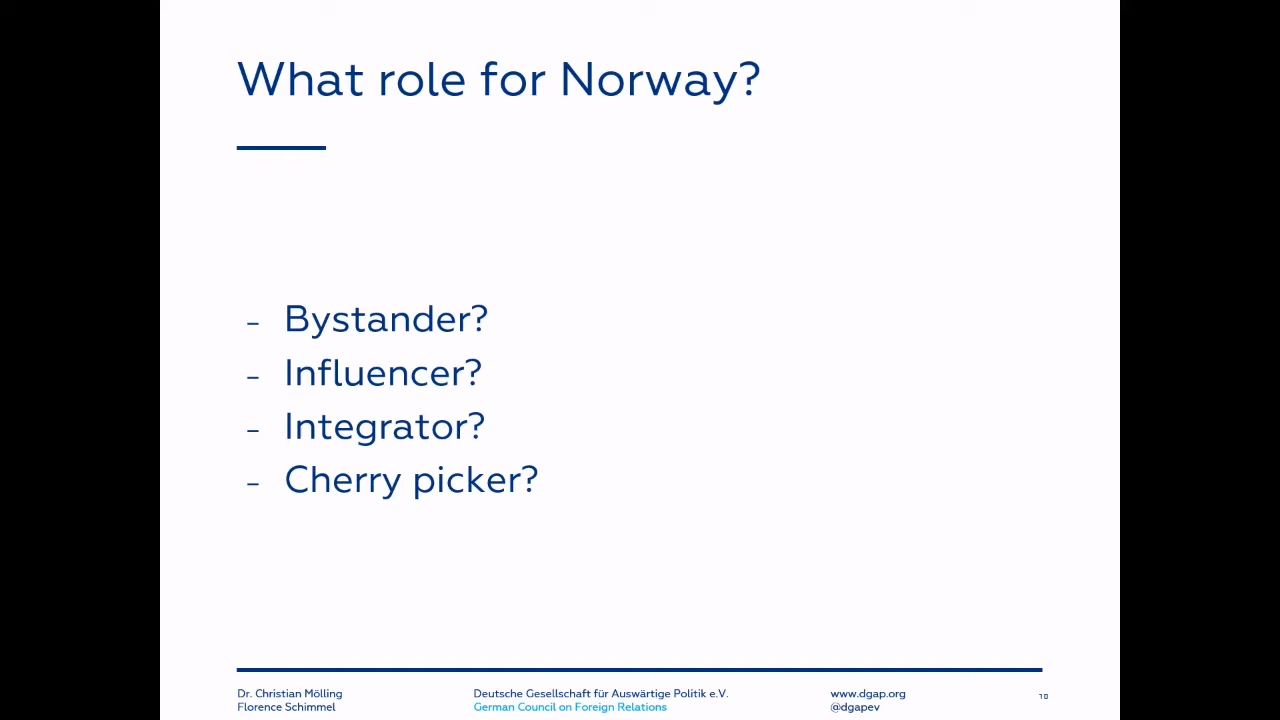 What role for Norway?
– Bystander?
– Influencer?
– Integrator?
– Cherry picker?
Dr. Christian Mölling
Florence Schimmel
Deutsche Gesellschaft für Auswärtige Politik e.V.
German Council on Foreign Relations
www.dgap.org
@dgapev